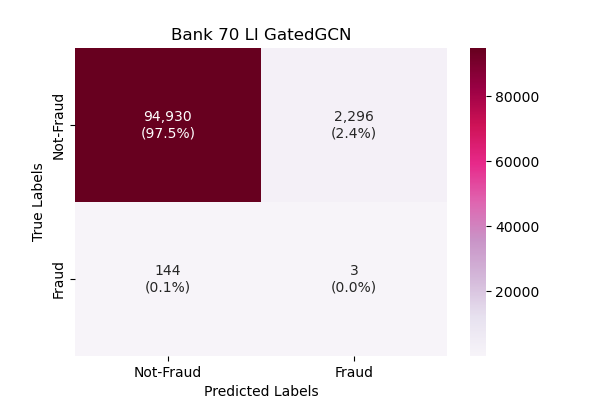 Bank 70 LI GatedGCN
True Labels
Not-Fraud
94,930
(97.5%)
2,296
(2.4%)
Fraud
144
(0.1%)
3
(0.0%)
Not-Fraud
Fraud
Predicted Labels
80000
60000
40000
20000